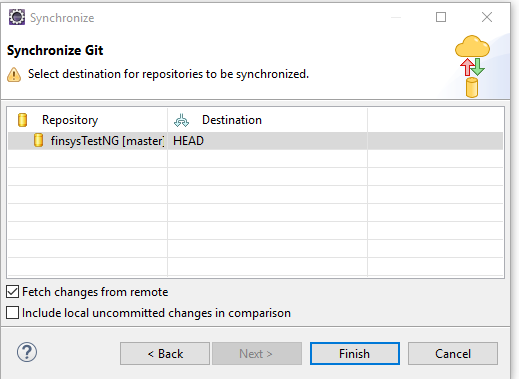 Synchronize
Synchronize Git
Select destination for repositories to be synchronized.
Repository Destination
finsysTestNG [master] HEAD
Fetch changes from remote
Include local uncommitted changes in comparison
? < Back Next > Finish Cancel